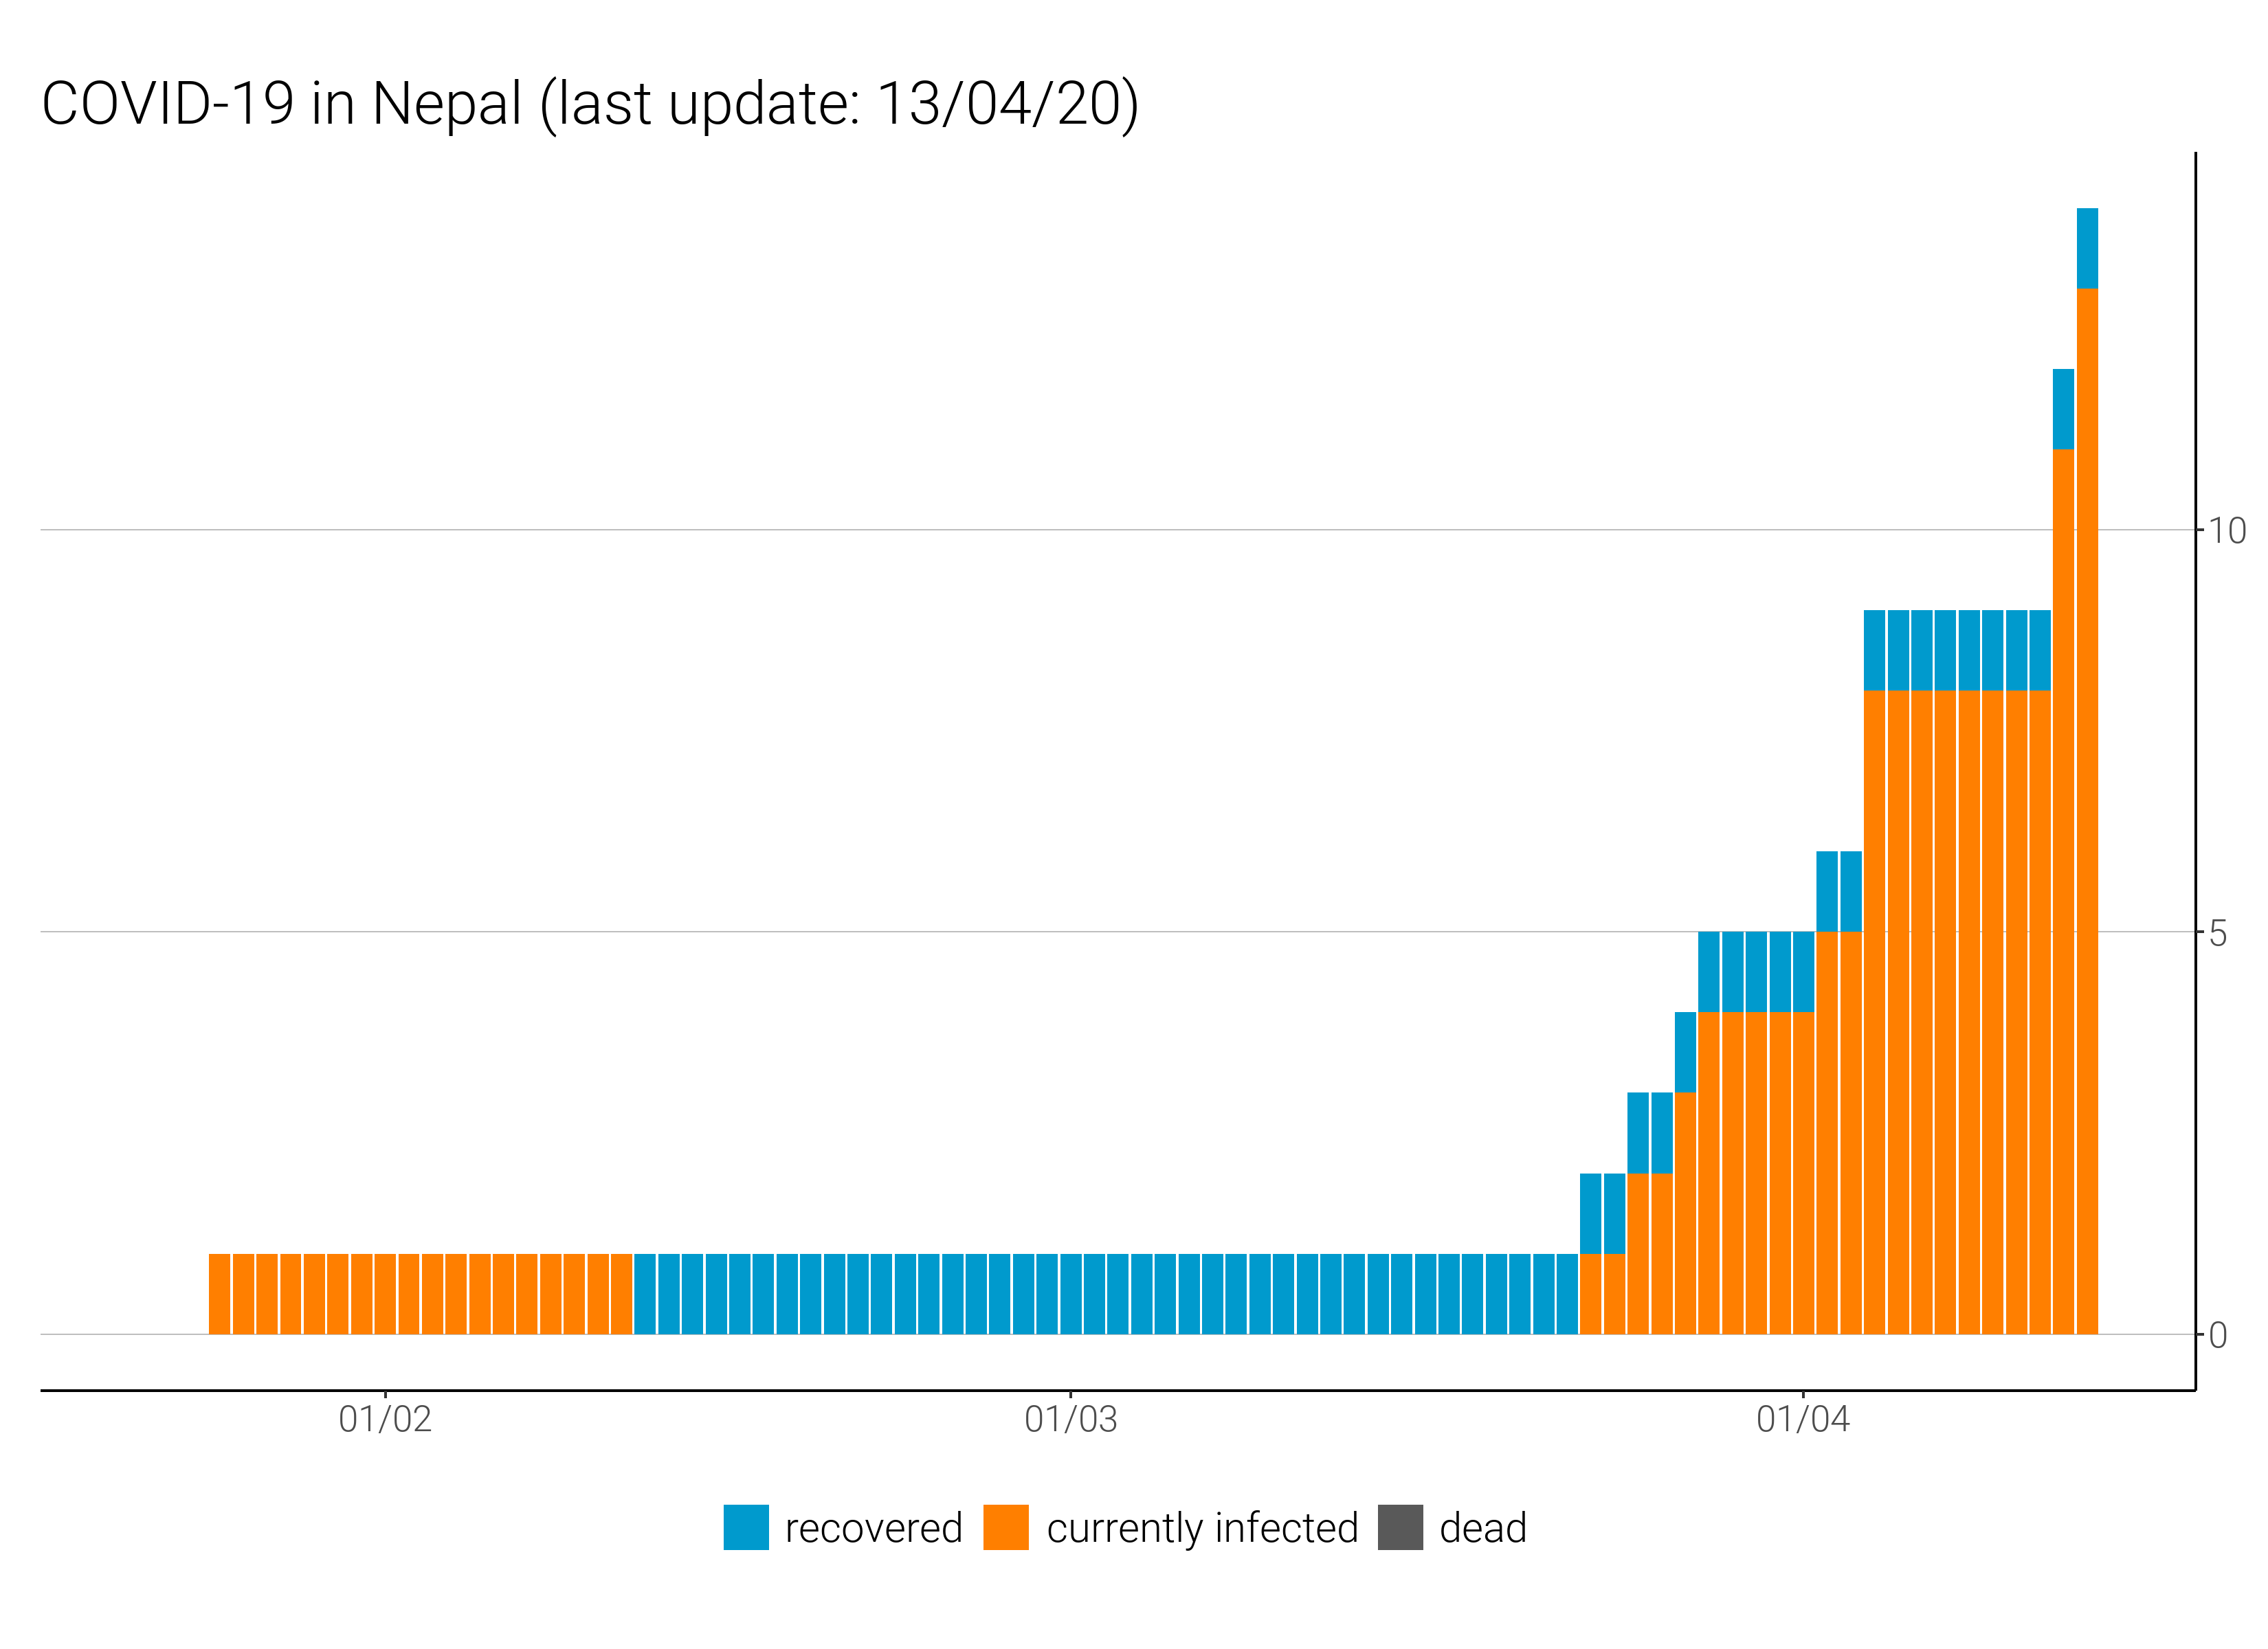 COVID-19 in Nepal (last update: 13/04/20)
10
5
0
01/02 01/03 01/04
recovered currently infected dead